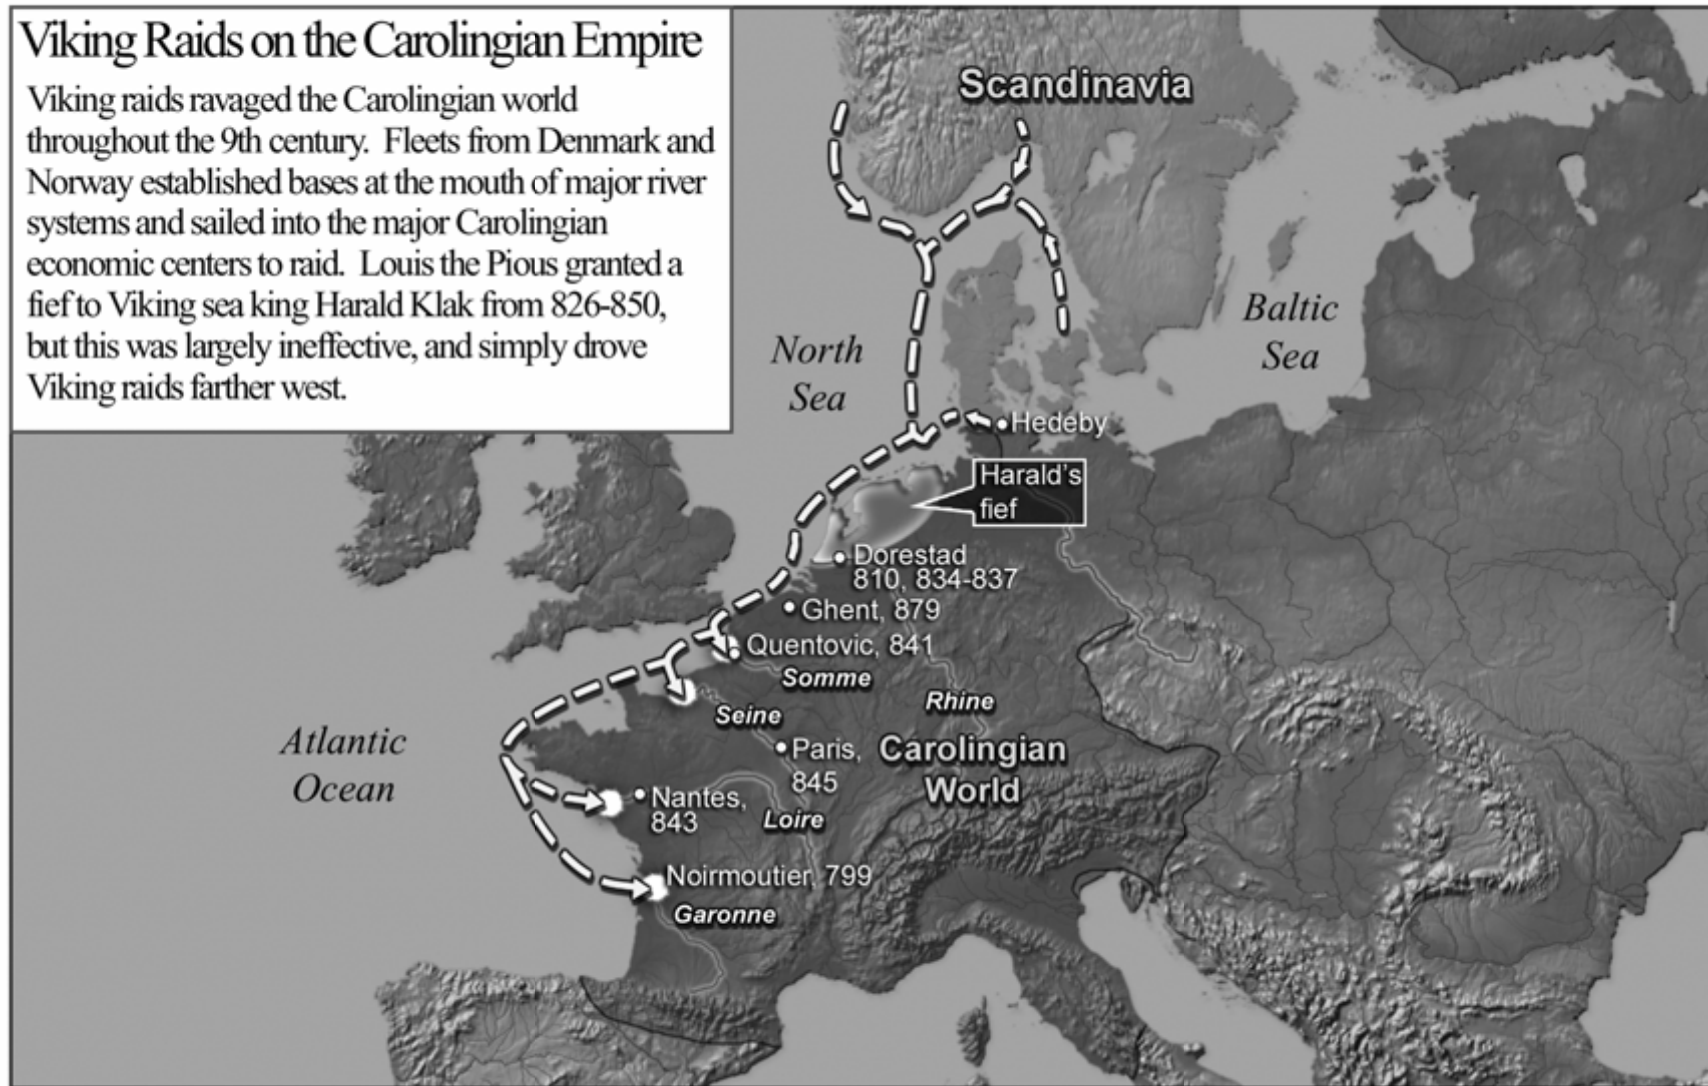 Viking Raids on the Carolingian Empire
Viking raids ravaged the Carolingian world
throughout the 9th century.  Fleets from Denmark and
Norway established bases at the mouth of major river
systems and sailed into the major Carolingian
economic centers to raid.  Louis the Pious granted a
fief to Viking sea king Harald Klak from 826-850,
but this was largely ineffective, and simply drove
Viking raids farther west.
Scandinavia
North
Sea
Baltic
Sea
Hedeby
Harald's
fief
Dorestad
810, 834-837
Ghent, 879
Quentovic, 841
Somme
Rhine
Seine
Atlantic
Ocean
Paris,
845
Carolingian
World
Nantes,
843
Loire
Noirmoutier, 799
Garonne